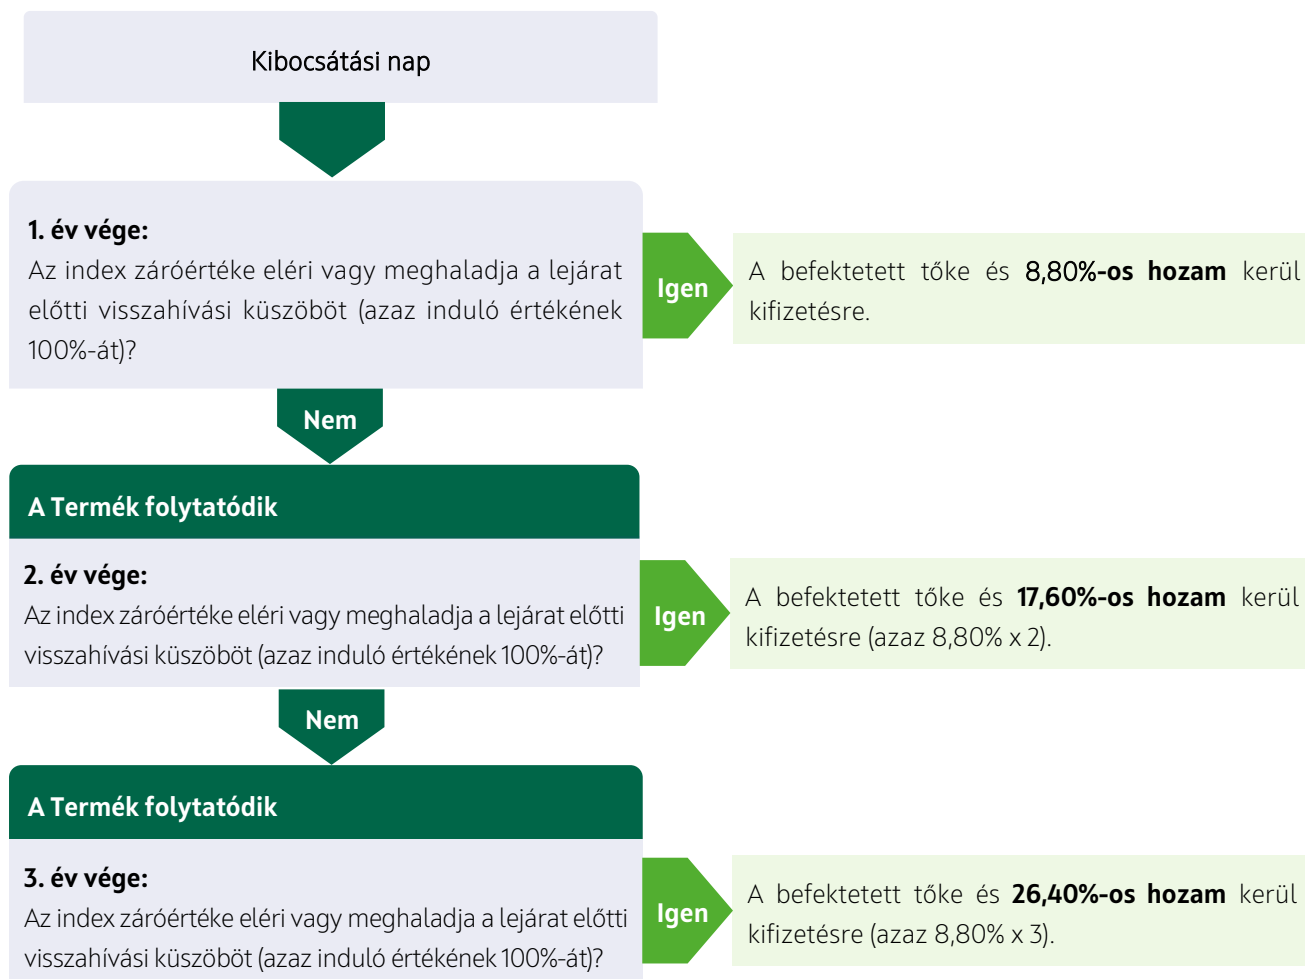 Kibocsátási nap
1. év vége:
Az index záróértéke eléri vagy meghaladja a lejárat
előtti visszahívási küszöböt (azaz induló értékének
100%-át)?
Igen
A befektetett tőke és 8,80%-os hozam kerül
kifizetésre.
Nem
A Termék folytatódik
2. év vége:
Az index záróértéke eléri vagy meghaladja a lejárat előtti
visszahívási küszöböt (azaz induló értékének 100%-át)?
Igen
A befektetett tőke és 17,60%-os hozam kerül
kifizetésre (azaz 8,80% x 2).
Nem
A Termék folytatódik
3. év vége:
Az index záróértéke eléri vagy meghaladja a lejárat előtti
visszahívási küszöböt (azaz induló értékének 100%-át)?
Igen
A befektetett tőke és 26,40%-os hozam kerül
kifizetésre (azaz 8,80% x 3).